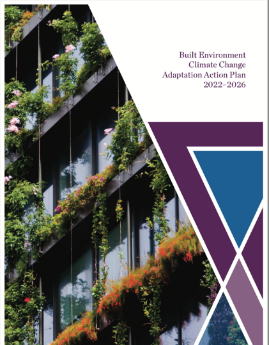 Built Environment
Climate Change
Adaptation Action Plan
2022–2026